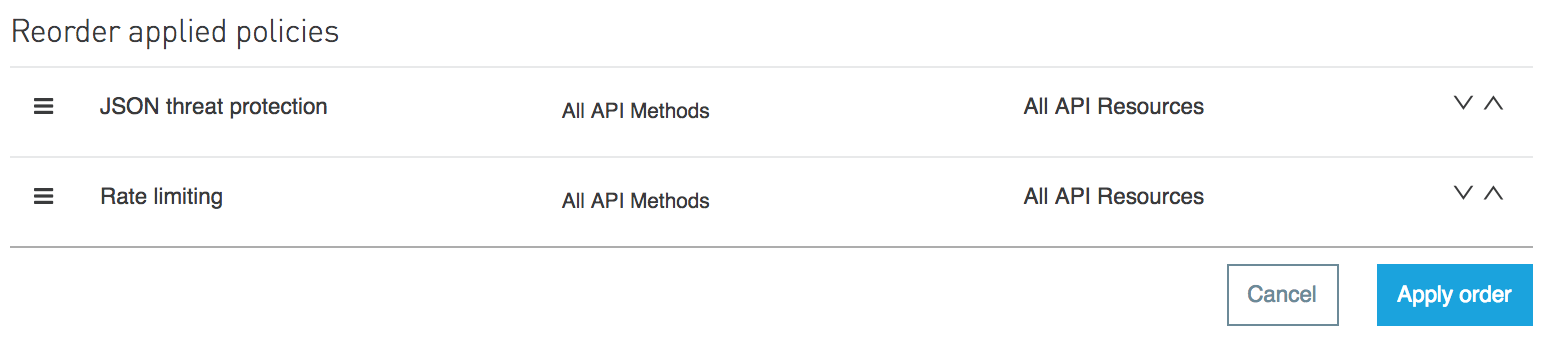 Reorder applied policies
JSON threat protection All API Methods All API Resources
Rate limiting All API Methods All API Resources
Cancel Apply order